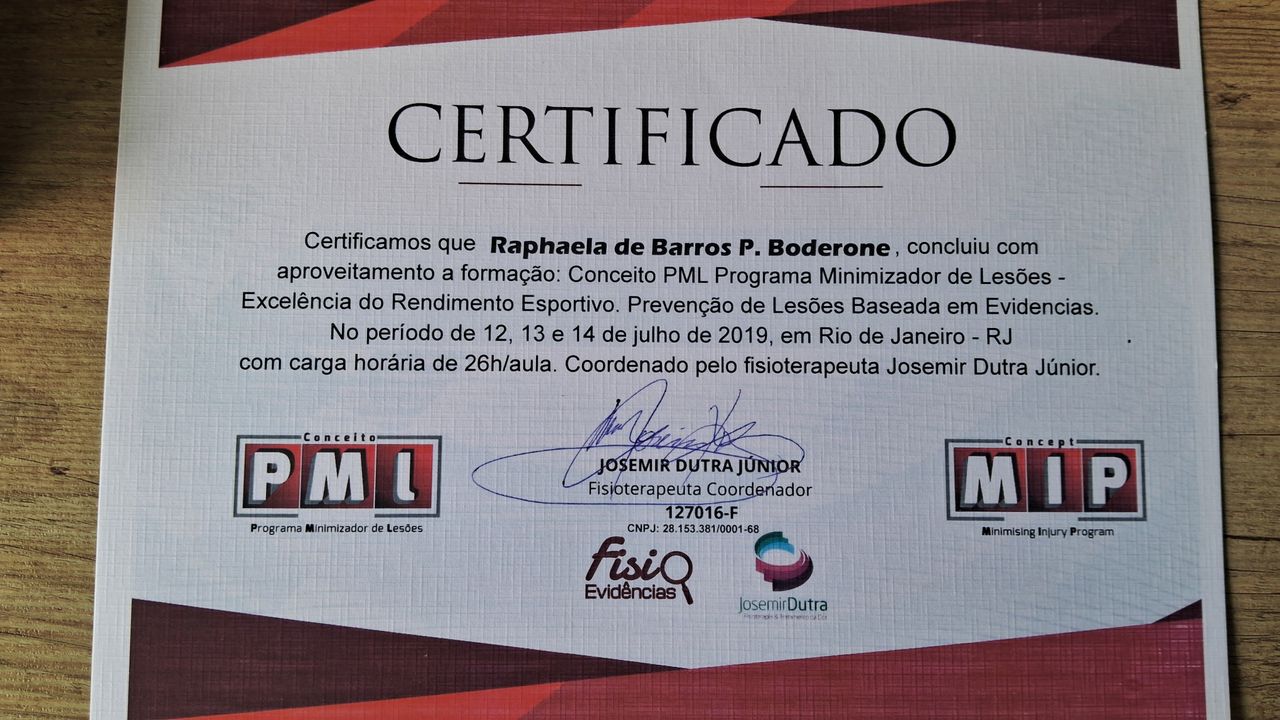 CERTIFICADO
Certificamos que Raphaela de Barros P. Boderone, concluiu com
aproveitamento a formação: Conceito PML Programa Minimizador de Lesões -
Excelência do Rendimento Esportivo. Prevenção de Lesões Baseada em Evidencias.
No período de 12, 13 e 14 de julho de 2019, em Rio de Janeiro - RJ
com carga horária de 26h/aula. Coordenado pelo fisioterapeuta Josemir Dutra Júnior.
Conceito
PML
Programa Minimizador de Lesões
JOSEMIR DUTRA JÚNIOR
Fisioterapeuta Coordenador
127016-F
CNPJ: 28.153.381/0001-68
Fisio
Evidências
JosemirDutra
Fisioterapia & Tratamento da Dor
Concept
MIP
Minimising Injury Program